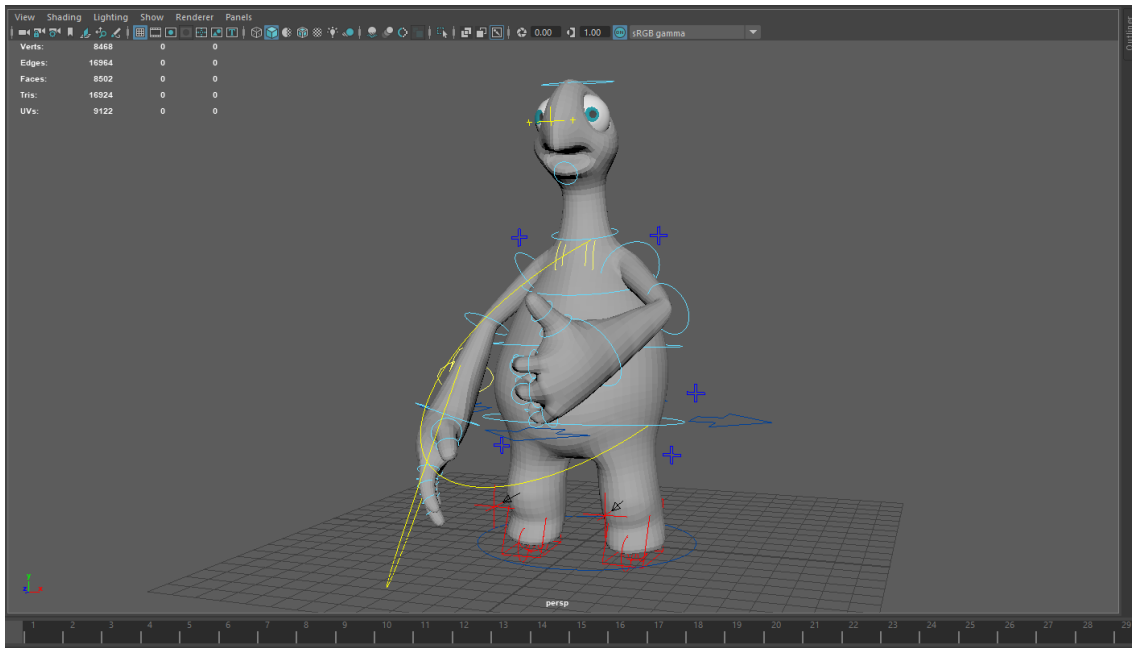 View Shading Lighting Show Renderer Panels
0.00 1.00 sRGB gamma
Outliner
Verts: 8468 0 0
Edges: 16964 0 0
Faces: 8502 0 0
Tris: 16924 0 0
UVs: 9122 0 0
persp
1 2 3 4 5 6 7 8 9 10 11 12 13 14 15 16 17 18 19 20 21 22 23 24 25 26 27 28 29